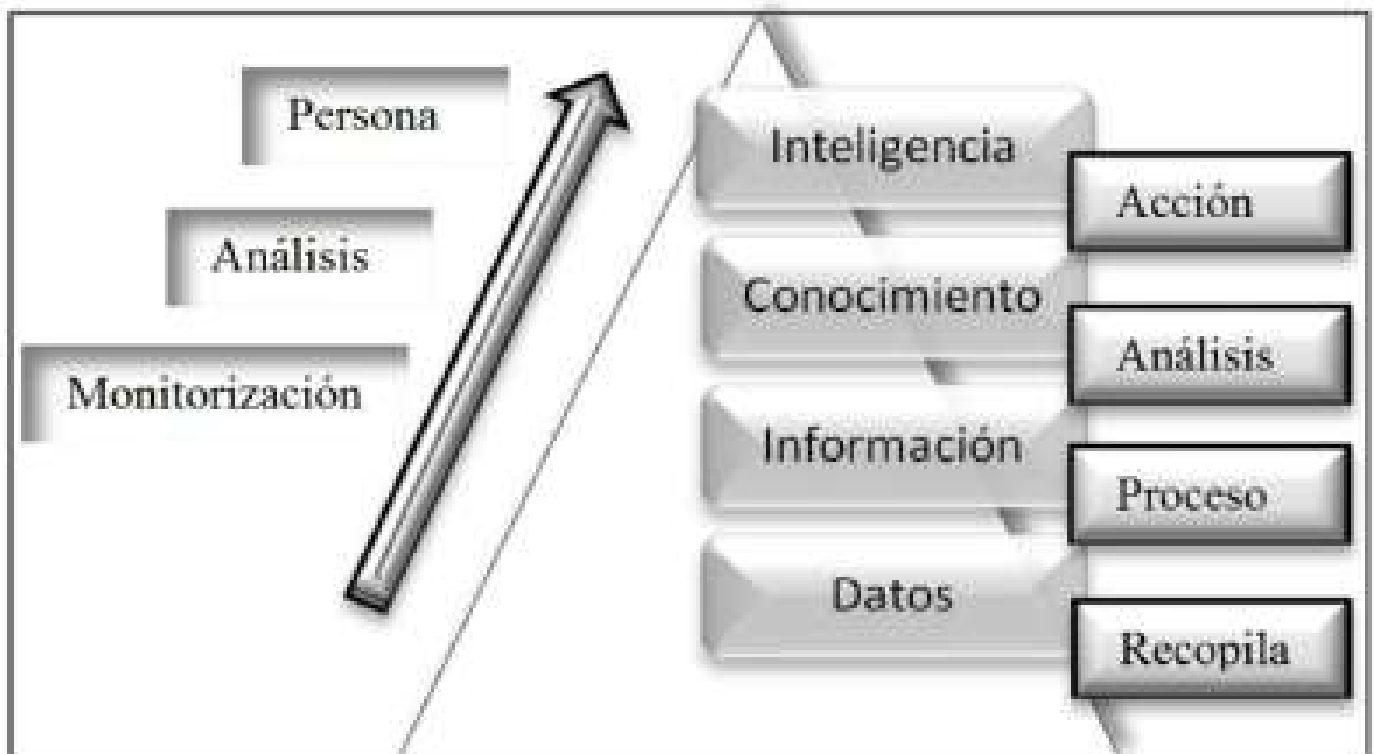 Persona
Análisis
Monitorización
Inteligencia
Conocimiento
Información
Datos
Acción
Análisis
Proceso
Recopila